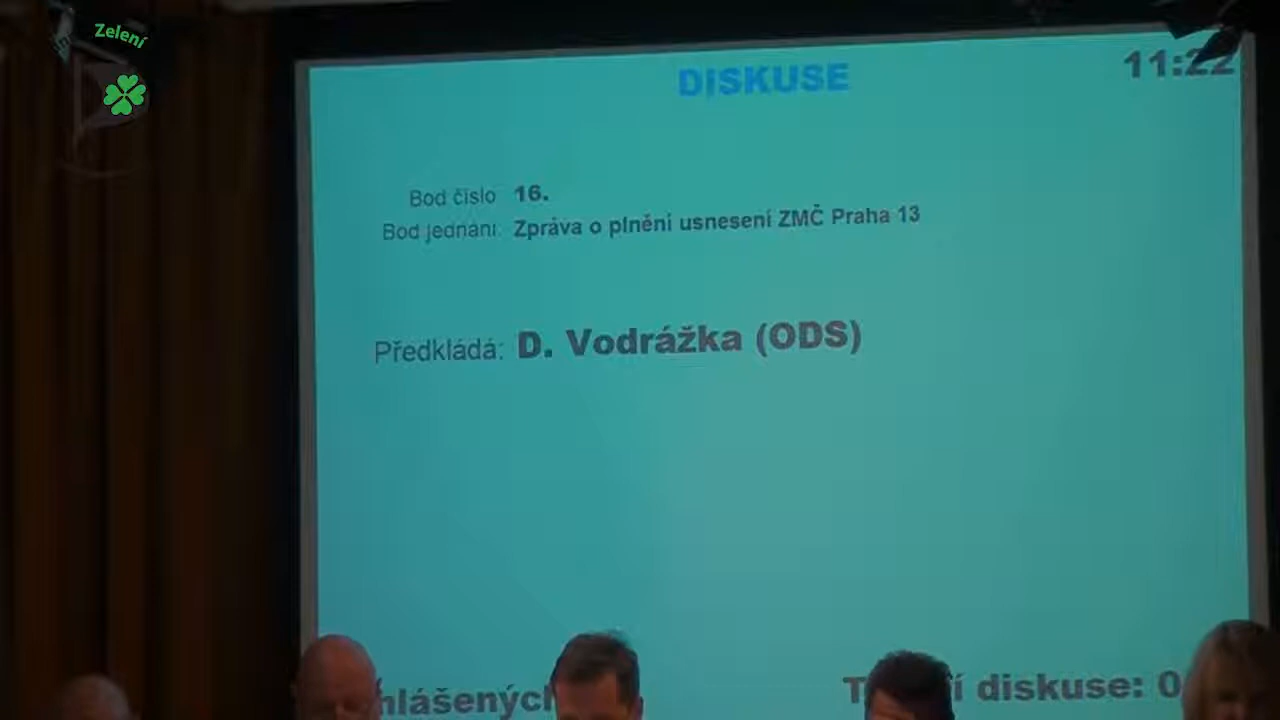 Zelení
DISKUSE
11:22
Bod číslo 16.
Bod jednání: Zpráva o plnění usnesení ZMČ Praha 13
Předkládá: D. Vodrážka (ODS)
diskuse: 0